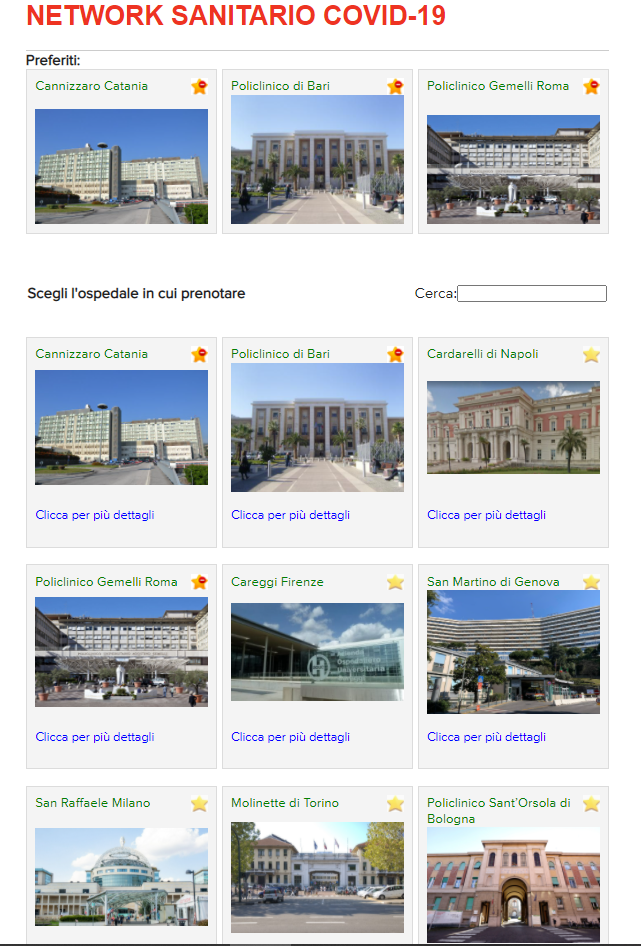 NETWORK SANITARIO COVID-19
Preferiti:
Cannizzaro Catania
Policlinico di Bari
Policlinico Gemelli Roma
Scegli l'ospedale in cui prenotare
Cerca:
Cannizzaro Catania
Policlinico di Bari
Cardarelli di Napoli
Clicca per più dettagli
Clicca per più dettagli
Clicca per più dettagli
Policlinico Gemelli Roma
Careggi Firenze
San Martino di Genova
H
Azienda
Ospedaliero
Universitaria
Clicca per più dettagli
Clicca per più dettagli
Clicca per più dettagli
San Raffaele Milano
Molinette di Torino
Policlinico Sant'Orsola di
Bologna